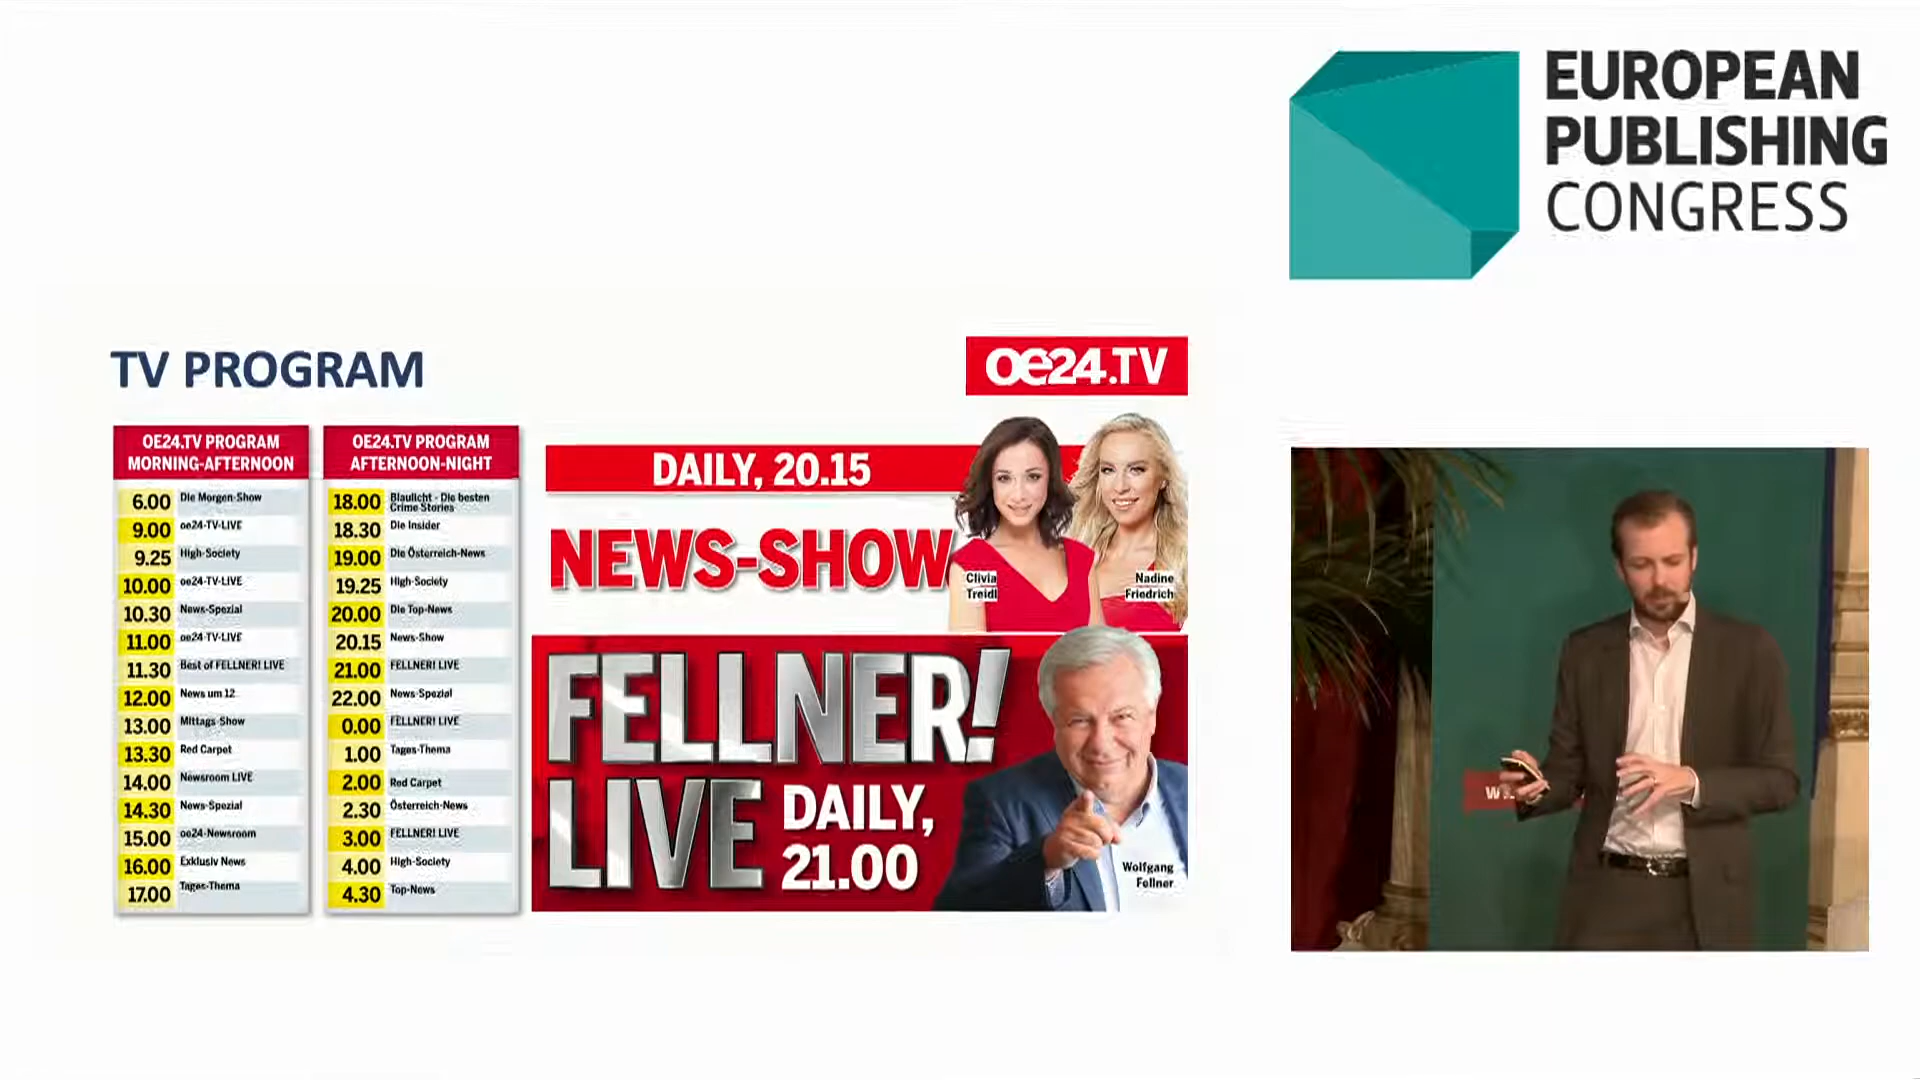 EUROPEAN
PUBLISHING
CONGRESS
TV PROGRAM
oe24.TV
OE24.TV PROGRAM
MORNING-AFTERNOON
6.00 Die Morgen-Show
9.00 oe24-TV-LIVE
9.25 High-Society
10.00 oe24-TV-LIVE
10.30 News-Spezial
11.00 oe24-TV-LIVE
11.30 Best of FELLNER! LIVE
12.00 News um 12
13.00 Mittags-Show
13.30 Red Carpet
14.00 Newsroom LIVE
14.30 News-Spezial
15.00 oe24-Newsroom
16.00 Exklusiv News
17.00 Tages-Thema
OE24.TV PROGRAM
AFTERNOON-NIGHT
18.00 Blaulicht - Die besten
Crime Stories
18.30 Die Insider
19.00 Die Österreich-News
19.25 High-Society
20.00 Die Top-News
20.15 News-Show
21.00 FELLNER! LIVE
22.00 News-Spezial
0.00 FELLNER! LIVE
1.00 Tages-Thema
2.00 Red Carpet
2.30 Österreich-News
3.00 FELLNER! LIVE
4.00 High-Society
4.30 Top-News
DAILY, 20.15
NEWS-SHOW
Clivia
Treidl
Nadine
Friedrich
FELLNER!
LIVE
DAILY,
21.00
Wolfgang
Fellner